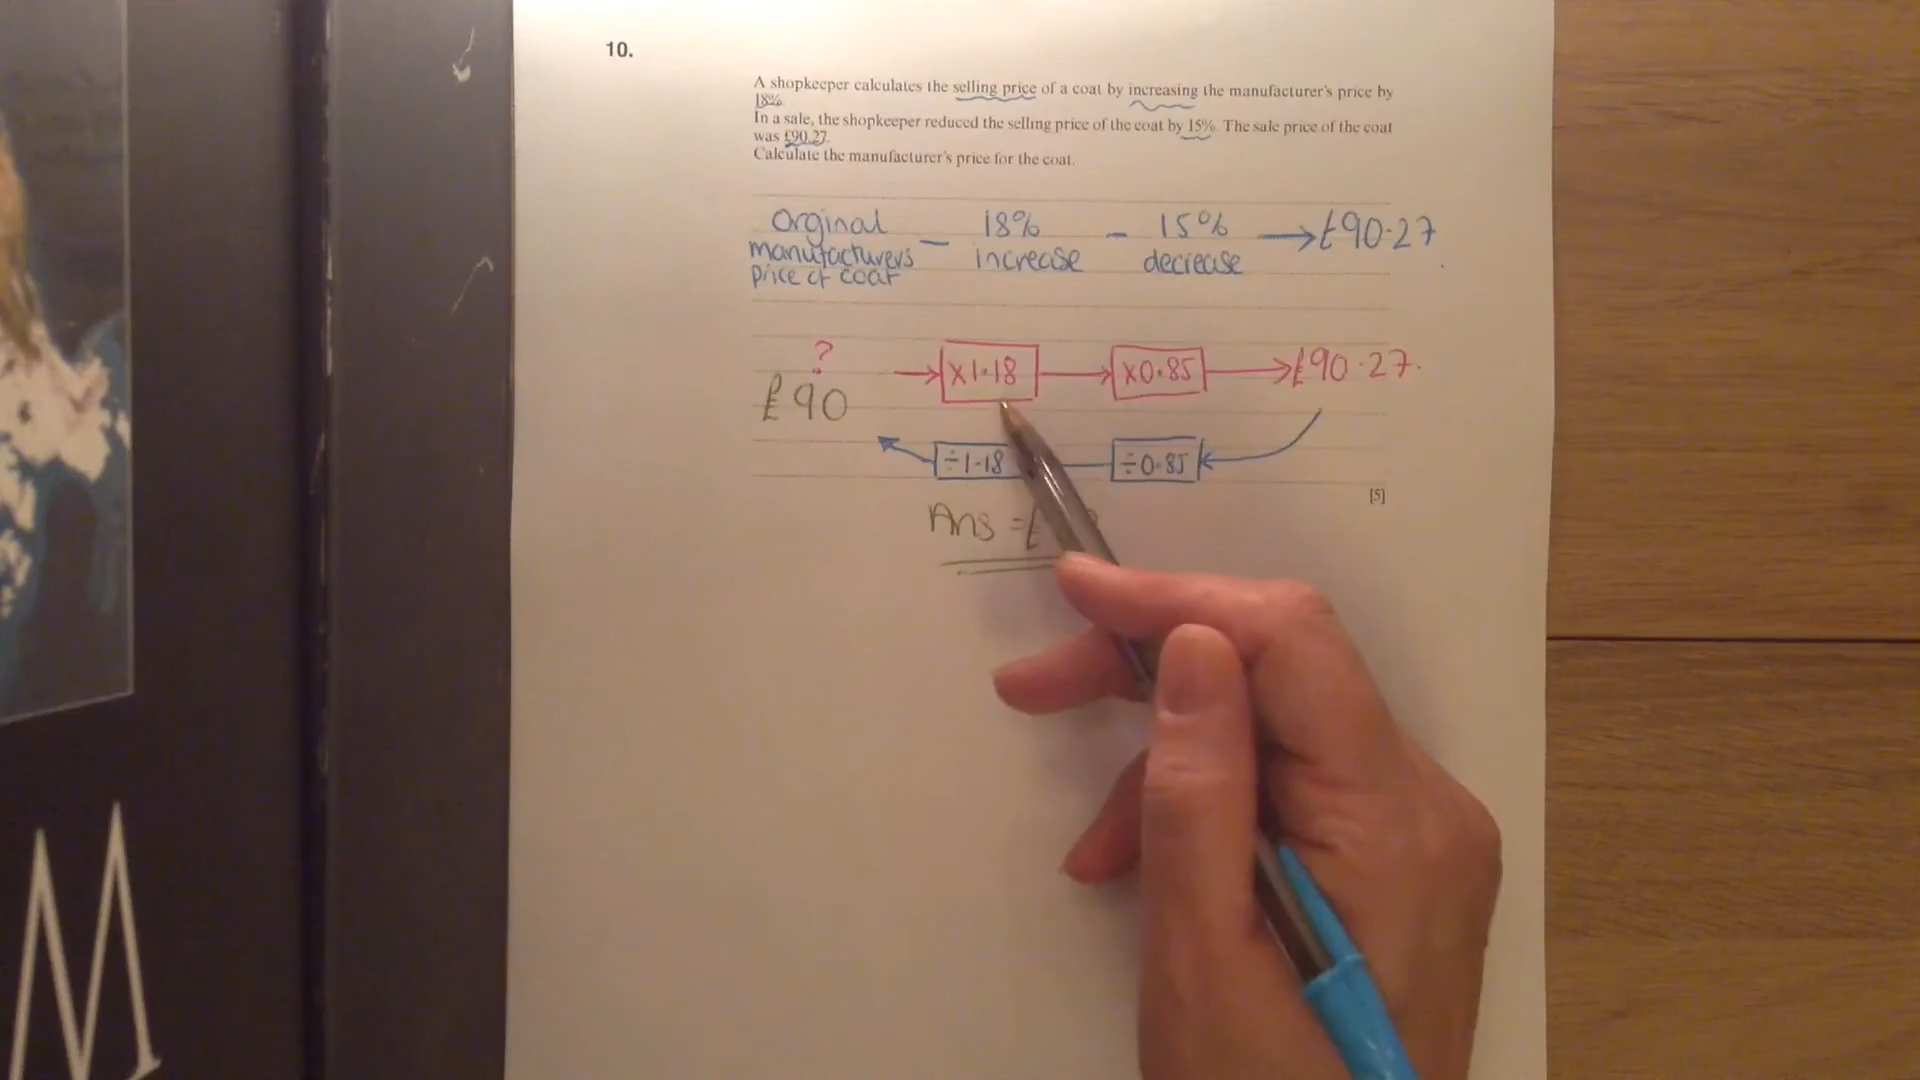 10.
A shopkeeper calculates the selling price of a coat by increasing the manufacturer's price by
18%.
In a sale, the shopkeeper reduced the selling price of the coat by 15%. The sale price of the coat
was £90.27.
Calculate the manufacturer's price for the coat.
Orginal — 18% – 15% → £90.27
manufacturers increase decrease
price of coat
? → ×1.18 → ×0.85 → £90.27.
£90
÷1.18 ÷0.85
[5]
Ans = £
M